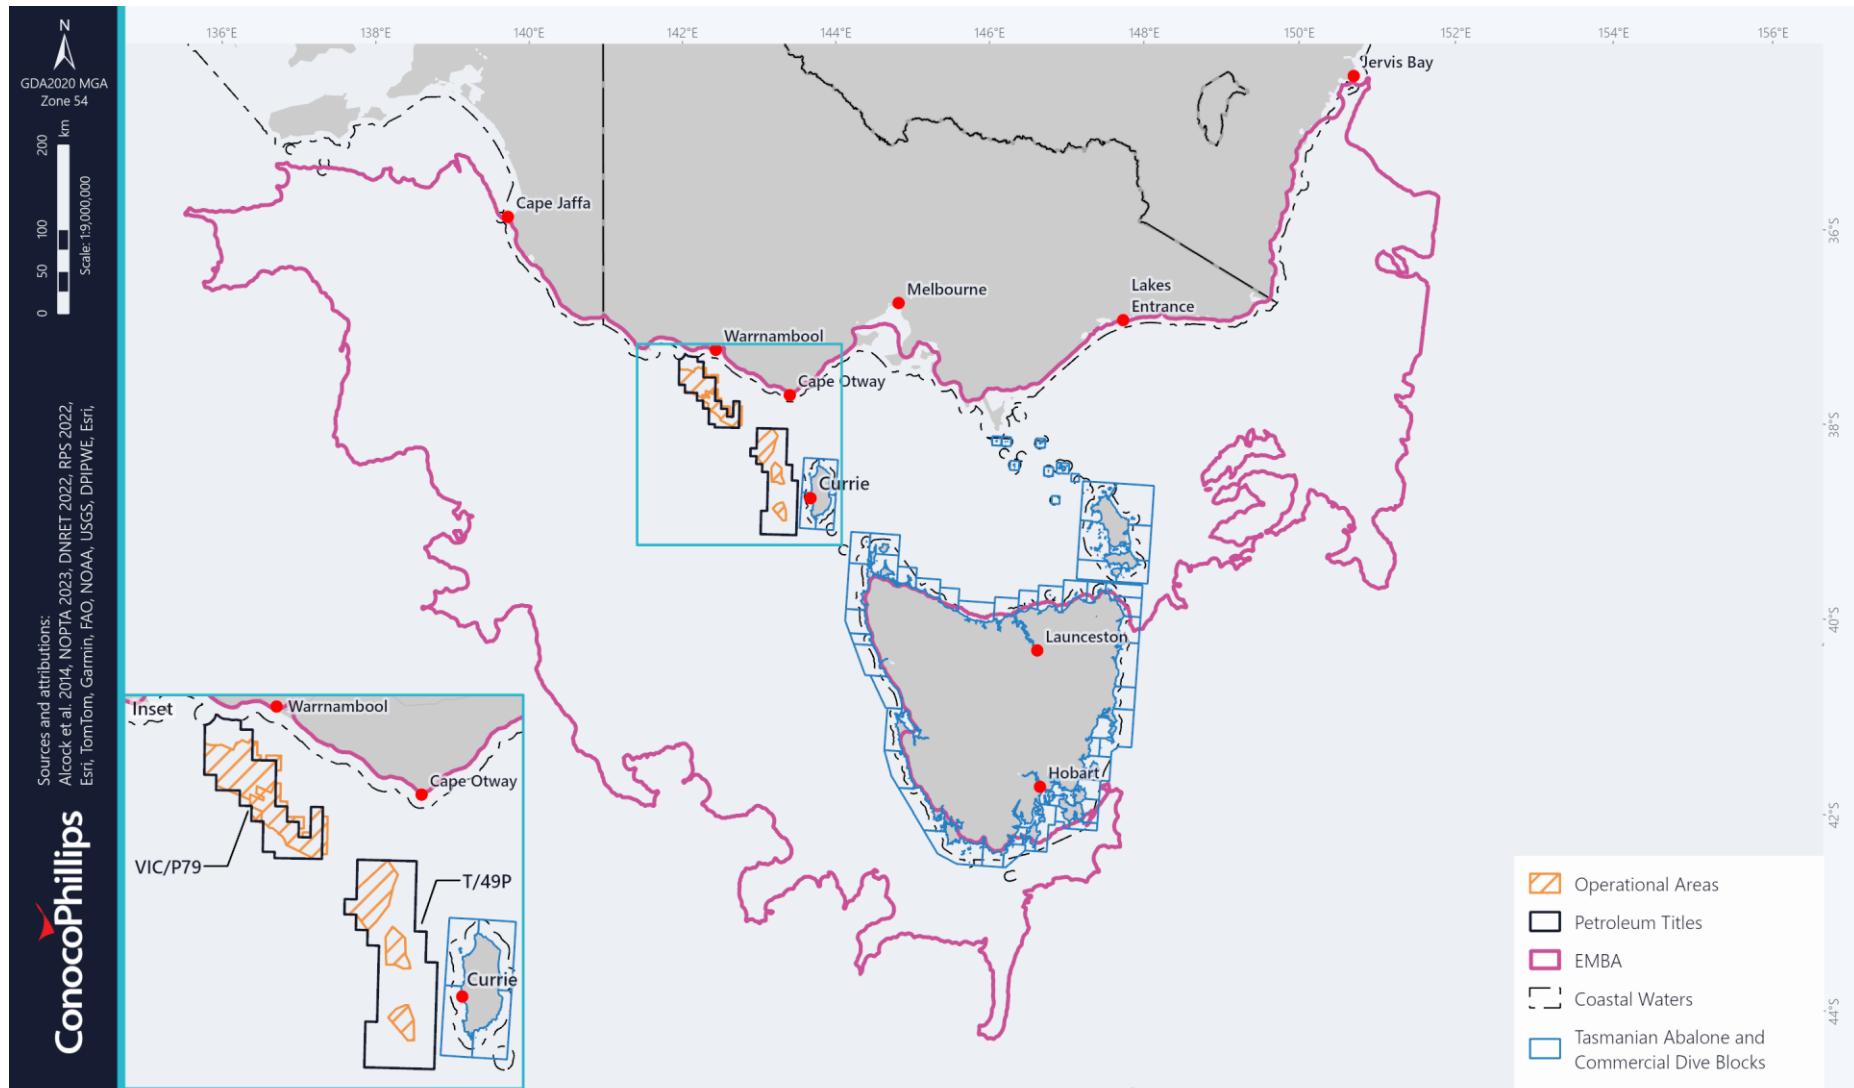 N
GDA2020 MGA
Zone 54
200
100
50
0
km
Scale: 1:9,000,000
Sources and attributions:
Alcock et al. 2014, NOPTA 2023, DNRET 2022, RPS 2022,
Esri, TomTom, Garmin, FAO, NOAA, USGS, DPIPWE, Esri,
ConocoPhillips
136°E
138°E
140°E
142°E
144°E
146°E
148°E
150°E
152°E
154°E
156°E
36°S
38°S
40°S
42°S
44°S
Jervis Bay
Cape Jaffa
Melbourne
Lakes
Entrance
Warrnambool
Cape Otway
Currie
Launceston
Hobart
Inset
Warrnambool
Cape Otway
VIC/P79
T/49P
Currie
Operational Areas
Petroleum Titles
EMBA
Coastal Waters
Tasmanian Abalone and
Commercial Dive Blocks